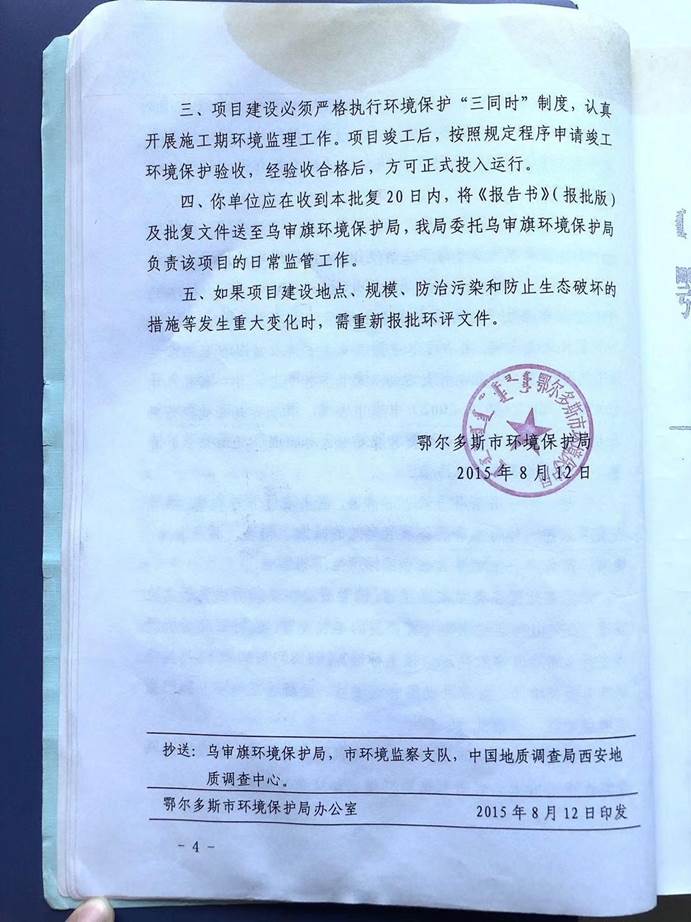 三、项目建设必须严格执行环境保护“三同时”制度，认真
开展施工期环境监理工作。项目竣工后，按照规定程序申请竣工
环境保护验收，经验收合格后，方可正式投入运行。
四、你单位应在收到本批复20日内，将《报告书》（报批版）
及批复文件送至乌审旗环境保护局，我局委托乌审旗环境保护局
负责该项目的日常监管工作。
五、如果项目建设地点、规模、防治污染和防止生态破坏的
措施等发生重大变化时，需重新报批环评文件。
鄂尔多斯市环境保护局
鄂尔多斯市环境保护局
2015年8月12日
抄送：乌审旗环境保护局，市环境监察支队，中国地质调查局西安地
质调查中心。
鄂尔多斯市环境保护局办公室 2015年8月12日印发
- 4 -